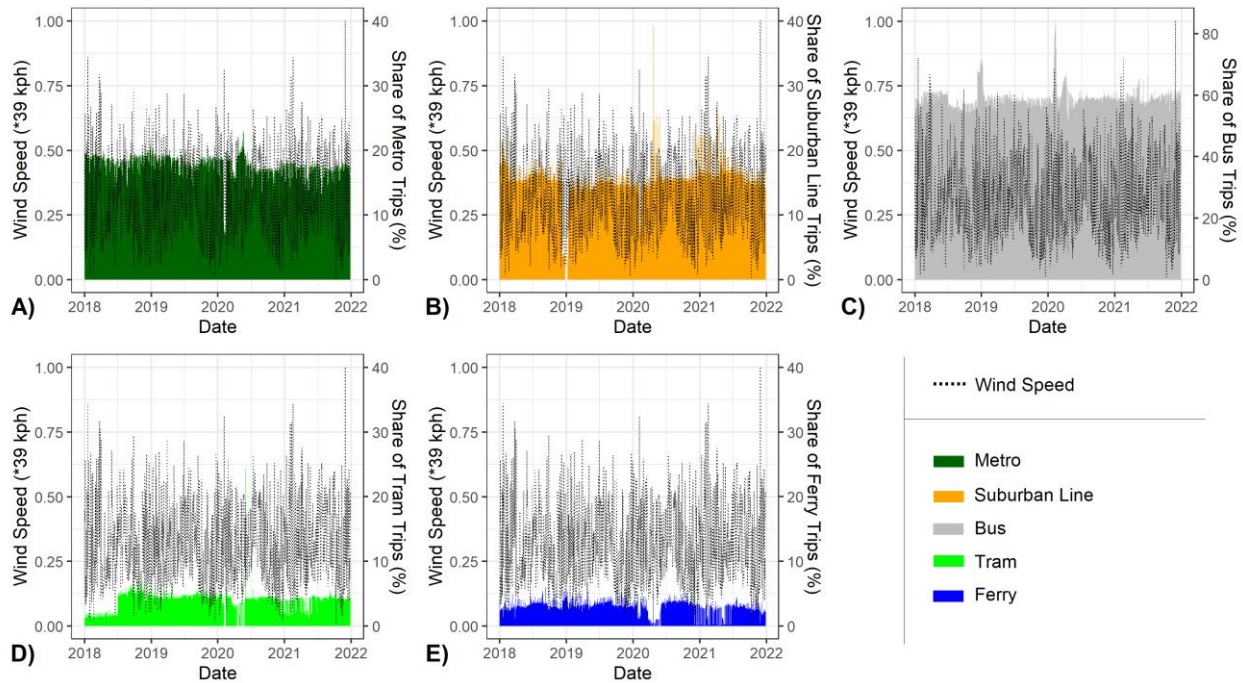 1.00
0.75
0.50
0.25
0.00
Wind Speed (*39 kph)
40
30
20
10
0
Share of Metro Trips (%)
2018 2019 2020 2021 2022
Date
A)
1.00
0.75
0.50
0.25
0.00
Wind Speed (*39 kph)
40
30
20
10
0
Share of Suburban Line Trips (%)
2018 2019 2020 2021 2022
Date
B)
1.00
0.75
0.50
0.25
0.00
Wind Speed (*39 kph)
80
60
40
20
0
Share of Bus Trips (%)
2018 2019 2020 2021 2022
Date
C)
1.00
0.75
0.50
0.25
0.00
Wind Speed (*39 kph)
40
30
20
10
0
Share of Tram Trips (%)
2018 2019 2020 2021 2022
Date
D)
1.00
0.75
0.50
0.25
0.00
Wind Speed (*39 kph)
40
30
20
10
0
Share of Ferry Trips (%)
2018 2019 2020 2021 2022
Date
E)
Wind Speed
Metro
Suburban Line
Bus
Tram
Ferry